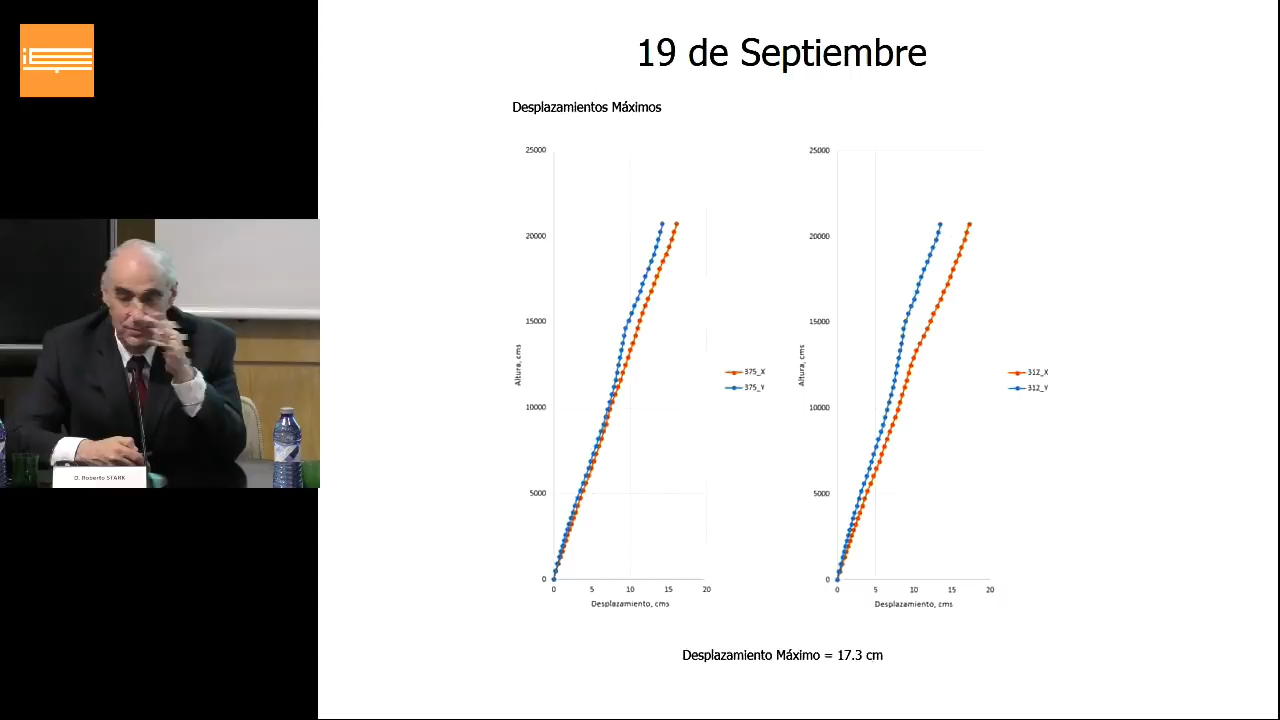 19 de Septiembre
Desplazamientos Máximos
25000
20000
15000
10000
5000
0
Altura, cms
0 5 10 15 20
Desplazamiento, cms
375_X
375_Y
25000
20000
15000
10000
5000
0
Altura, cms
0 5 10 15 20
Desplazamiento, cms
312_X
312_Y
Desplazamiento Máximo = 17.3 cm
D. Roberto STARK